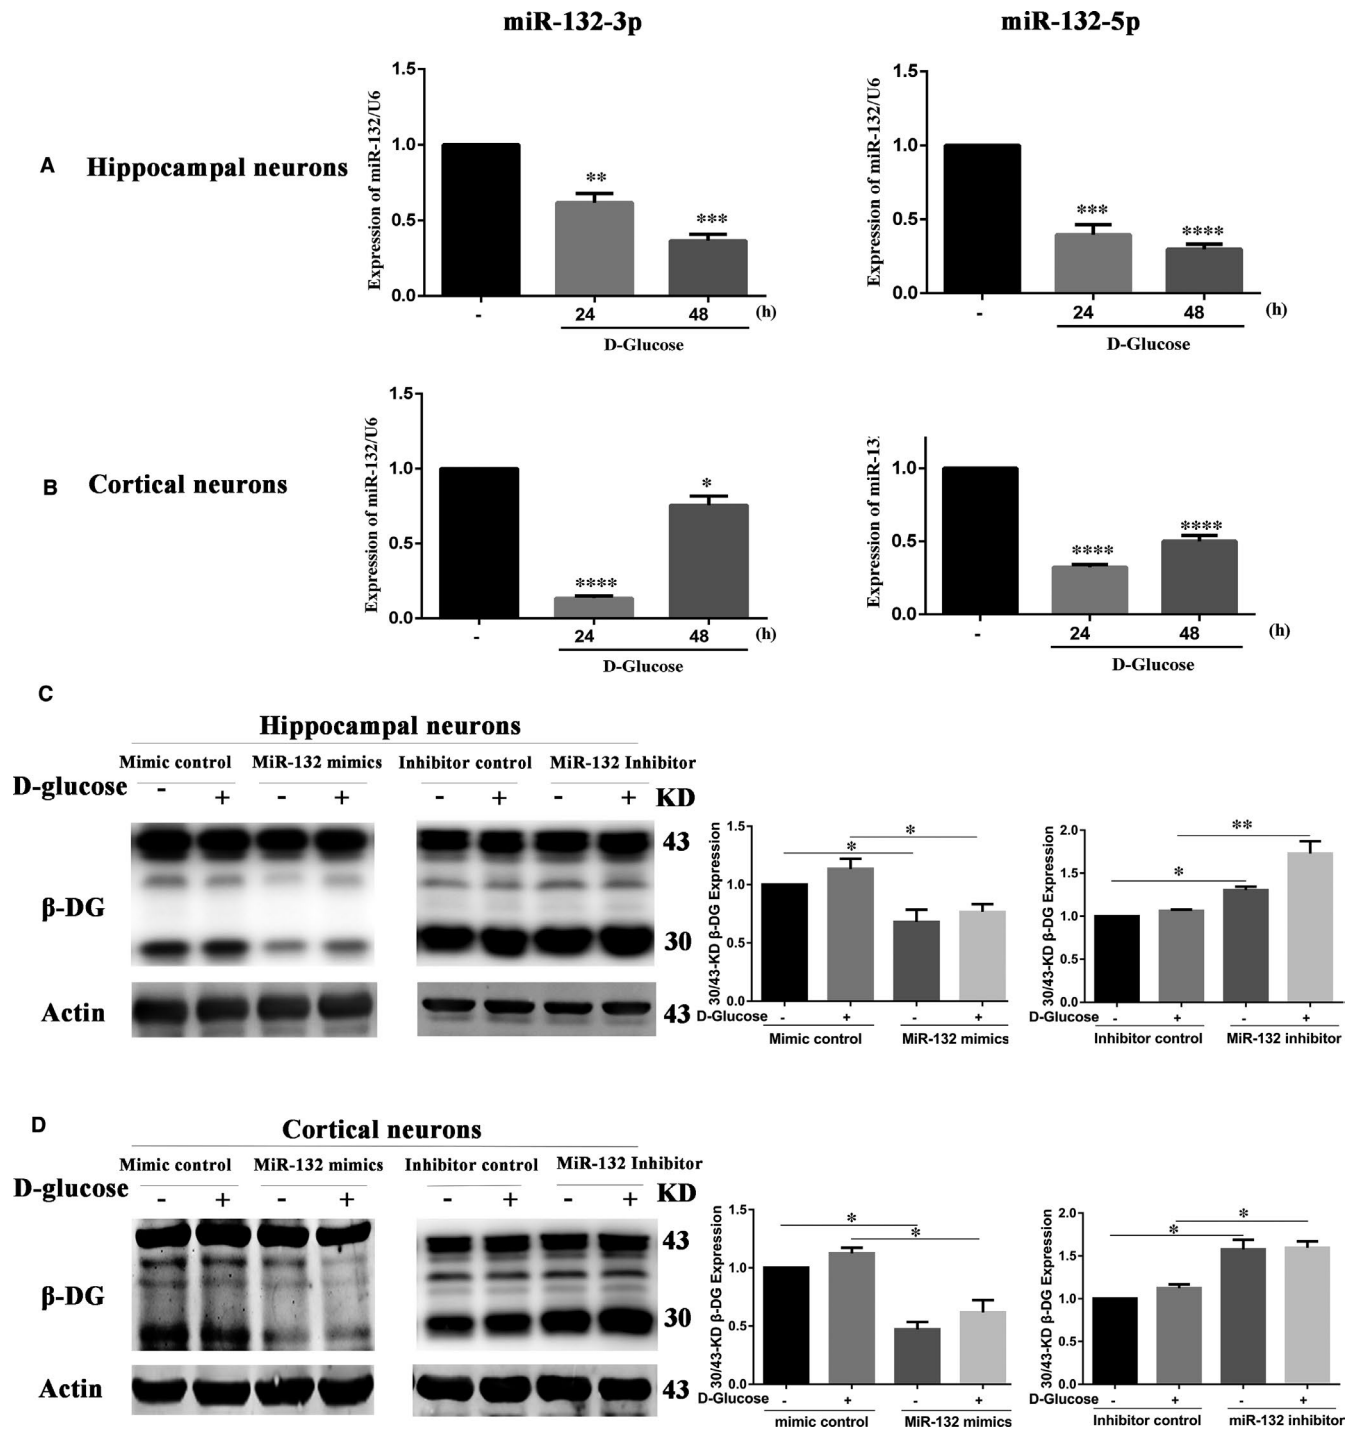 miR-132-3p
miR-132-5p
A
Hippocampal neurons
Expression of miR-132/U6
1.5
1.0
0.5
0.0
**
***
-
24
48
(h)
D-Glucose
Expression of miR-132/U6
1.5
1.0
0.5
0.0
***
****
-
24
48
(h)
D-Glucose
B
Cortical neurons
Expression of miR-132/U6
1.5
1.0
0.5
0.0
****
*
-
24
48
(h)
D-Glucose
Expression of miR-13
1.0
0.5
0.0
****
****
-
24
48
(h)
D-Glucose
C
Hippocampal neurons
Mimic control MiR-132 mimics Inhibitor control MiR-132 Inhibitor
D-glucose - + - + - + - + KD
43
β-DG
30
Actin
43
30/43-KD β-DG Expression
1.5
1.0
0.5
0.0
*
*
D-Glucose - + - +
Mimic control MiR-132 mimics
30/43-KD β-DG Expression
2.0
1.5
1.0
0.5
0.0
**
*
- + - +
Inhibitor control MiR-132 inhibitor
D
Cortical neurons
Mimic control MiR-132 mimics Inhibitor control MiR-132 Inhibitor
D-glucose - + - + - + - + KD
43
β-DG
30
Actin
43
30/43-KD β-DG Expression
1.5
1.0
0.5
0.0
*
*
D-Glucose - + - +
mimic control MiR-132 mimics
30/43-KD β-DG Expression
2.0
1.5
1.0
0.5
0.0
*
*
D-Glucose - + - +
Inhibitor control miR-132 inhibitor